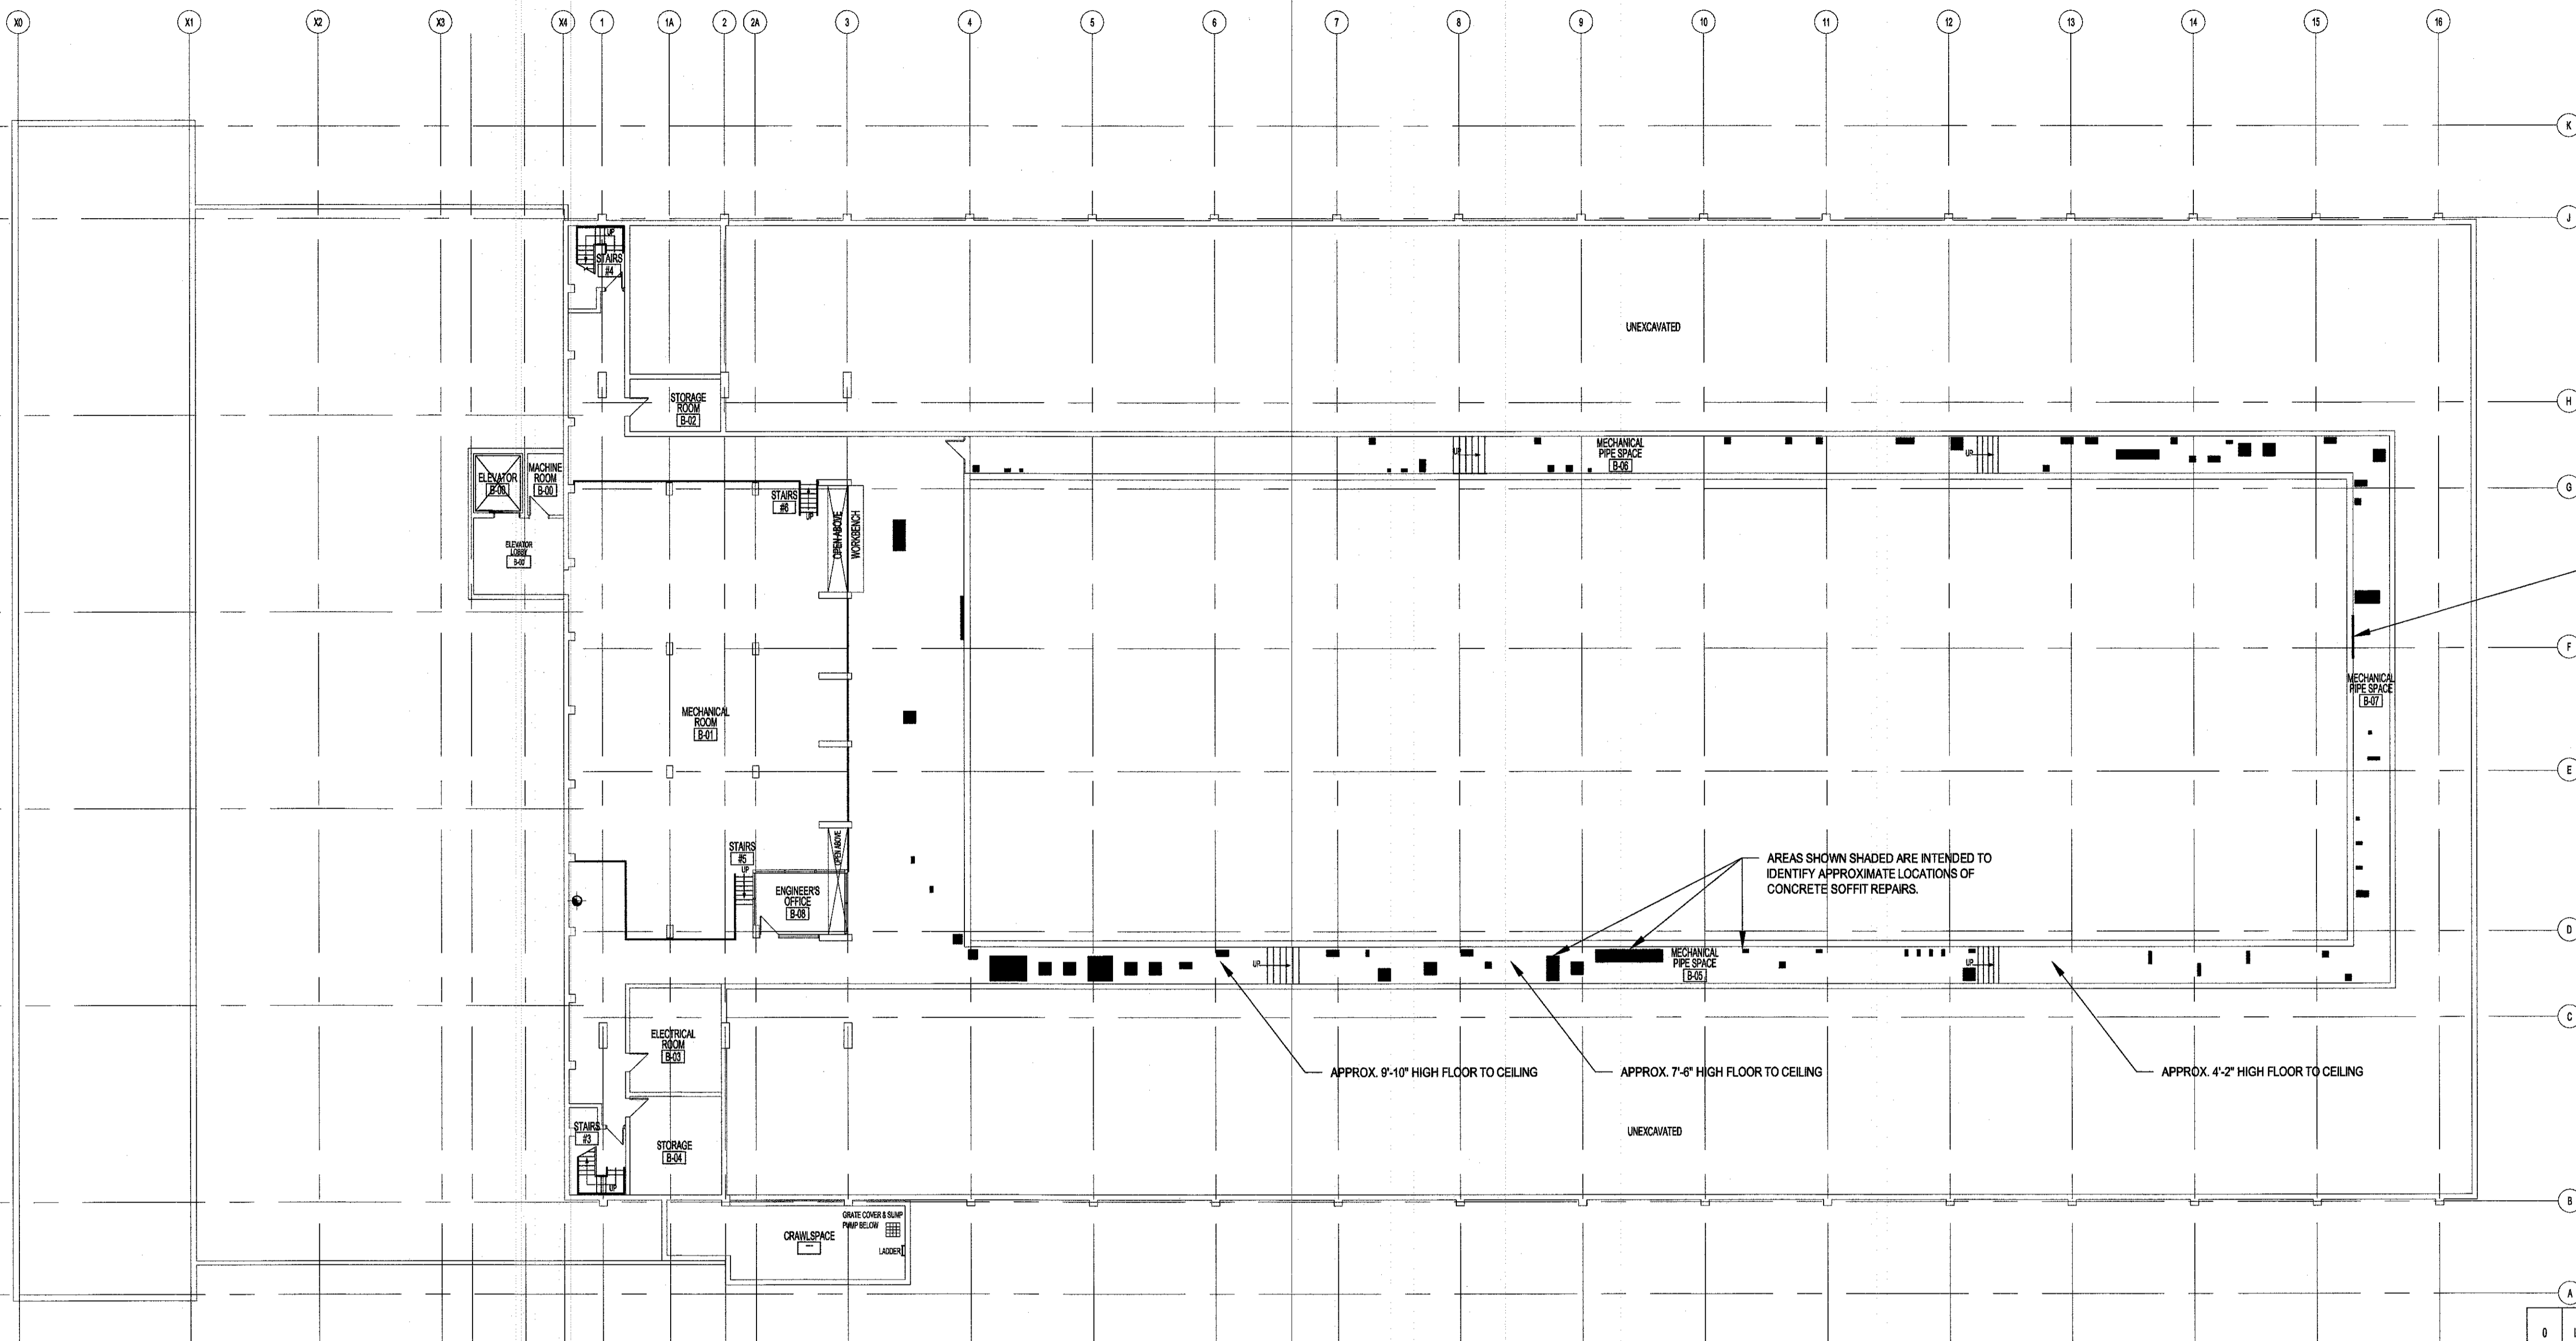 X0
X1
X2
X3
X4
1
1A
2
2A
3
4
5
6
7
8
9
10
11
12
13
14
15
16
K
J
UP
STAIRS
#4
UNEXCAVATED
STORAGE
ROOM
B-02
H
MECHANICAL
PIPE SPACE
B-06
UP
UP
ELEVATOR
MACHINE
ROOM
B-00
STAIRS
#6
UP
OPEN ABOVE
WORKBENCH
G
ELEVATOR
LOBBY
B-00
F
MECHANICAL
PIPE SPACE
B-07
MECHANICAL
ROOM
B-01
E
STAIRS
#5
UP
OPEN ABOVE
ENGINEER'S
OFFICE
B-08
AREAS SHOWN SHADED ARE INTENDED TO
IDENTIFY APPROXIMATE LOCATIONS OF
CONCRETE SOFFIT REPAIRS.
D
UP
MECHANICAL
PIPE SPACE
B-05
UP
C
ELECTRICAL
ROOM
B-03
APPROX. 9'-10" HIGH FLOOR TO CEILING
APPROX. 7'-6" HIGH FLOOR TO CEILING
APPROX. 4'-2" HIGH FLOOR TO CEILING
STAIRS
#3
UP
STORAGE
B-04
UNEXCAVATED
B
GRATE COVER & SUMP
PUMP BELOW
CRAWLSPACE
LADDER
A
0